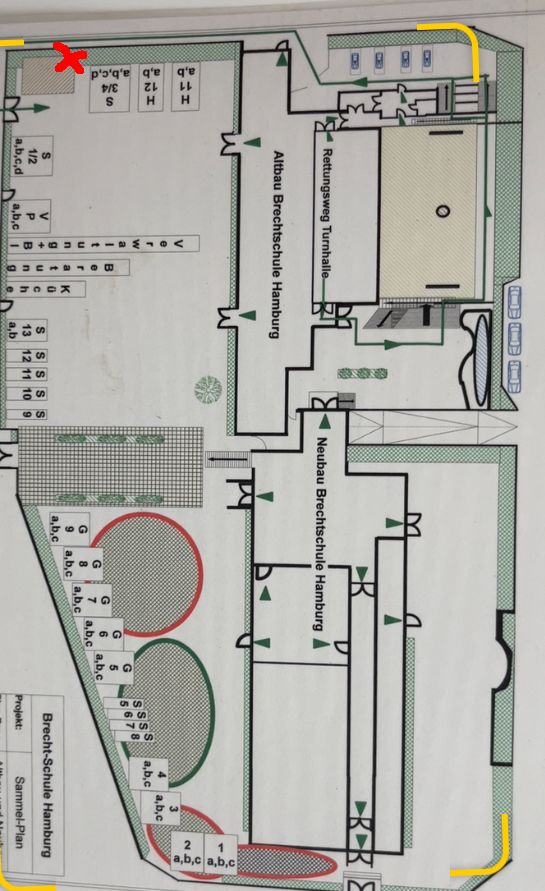 H
11
a,b
H
12
a,b
S
3/4
a,b,c,d
S
1/2
a,b,c,d
V
P
a,b,c
Verwaltung+Bl
Beratung
Küche
S
13
a,b
S
12
S
11
S
10
S
9
Altbau Brechtschule Hamburg
Rettungsweg Turnhalle
Neubau Brechtschule Hamburg
G
9
a,b,c
G
8
a,b,c
G
7
a,b,c
G
6
a,b,c
G
5
a,b,c
S
5
S
6
S
7
S
8
4
a,b,c
3
a,b,c
2
a,b,c
1
a,b,c
Brecht-Schule Hamburg
Projekt: Sammel-Plan